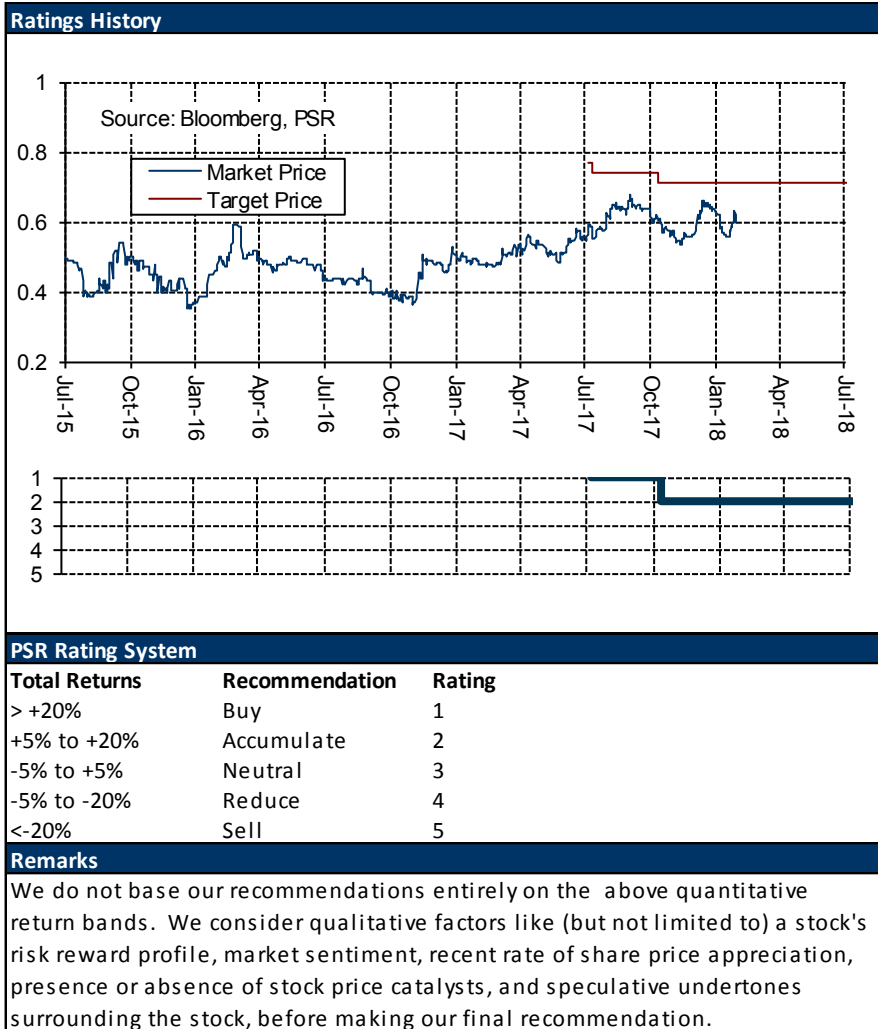 Ratings History
1
Source: Bloomberg, PSR
0.8
Market Price
Target Price
0.6
0.4
0.2
Jul-15 Oct-15 Jan-16 Apr-16 Jul-16 Oct-16 Jan-17 Apr-17 Jul-17 Oct-17 Jan-18 Apr-18 Jul-18
1
2
3
4
5
PSR Rating System
Total Returns Recommendation Rating
> +20% Buy 1
+5% to +20% Accumulate 2
-5% to +5% Neutral 3
-5% to -20% Reduce 4
<-20% Sell 5
Remarks
We do not base our recommendations entirely on the above quantitative
return bands. We consider qualitative factors like (but not limited to) a stock's
risk reward profile, market sentiment, recent rate of share price appreciation,
presence or absence of stock price catalysts, and speculative undertones
surrounding the stock, before making our final recommendation.